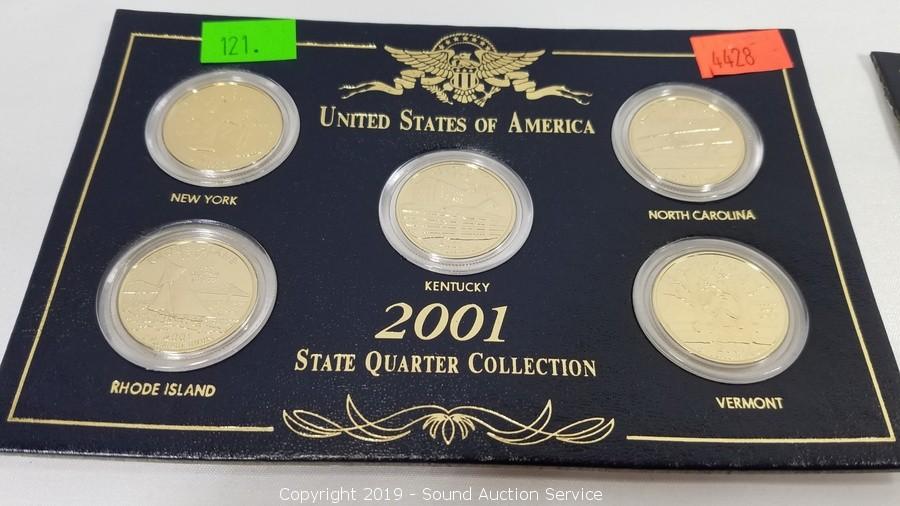 121.
4428
UNITED STATES OF AMERICA
NEW YORK
NORTH CAROLINA
KENTUCKY
2001
STATE QUARTER COLLECTION
RHODE ISLAND
VERMONT
Copyright 2019 - Sound Auction Service